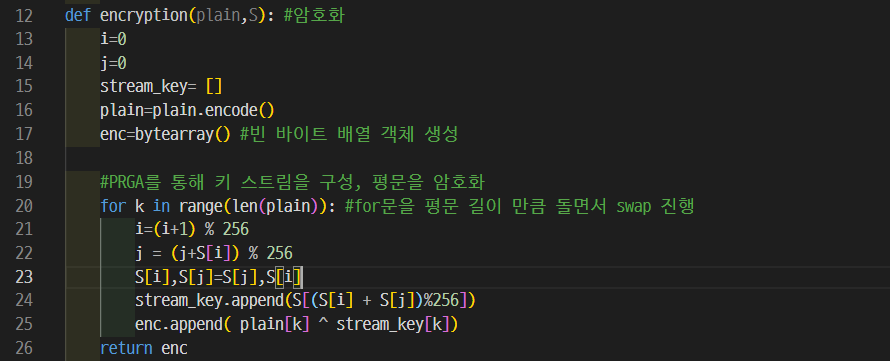 12 def encryption(plain,S): #암호화
13 i=0
14 j=0
15 stream_key= []
16 plain=plain.encode()
17 enc=bytearray() #빈 바이트 배열 객체 생성
18
19 #PRGA를 통해 키 스트림을 구성, 평문을 암호화
20 for k in range(len(plain)): #for문을 평문 길이 만큼 돌면서 swap 진행
21 i=(i+1) % 256
22 j = (j+S[i]) % 256
23 S[i],S[j]=S[j],S[i]
24 stream_key.append(S[(S[i] + S[j])%256])
25 enc.append( plain[k] ^ stream_key[k])
26 return enc